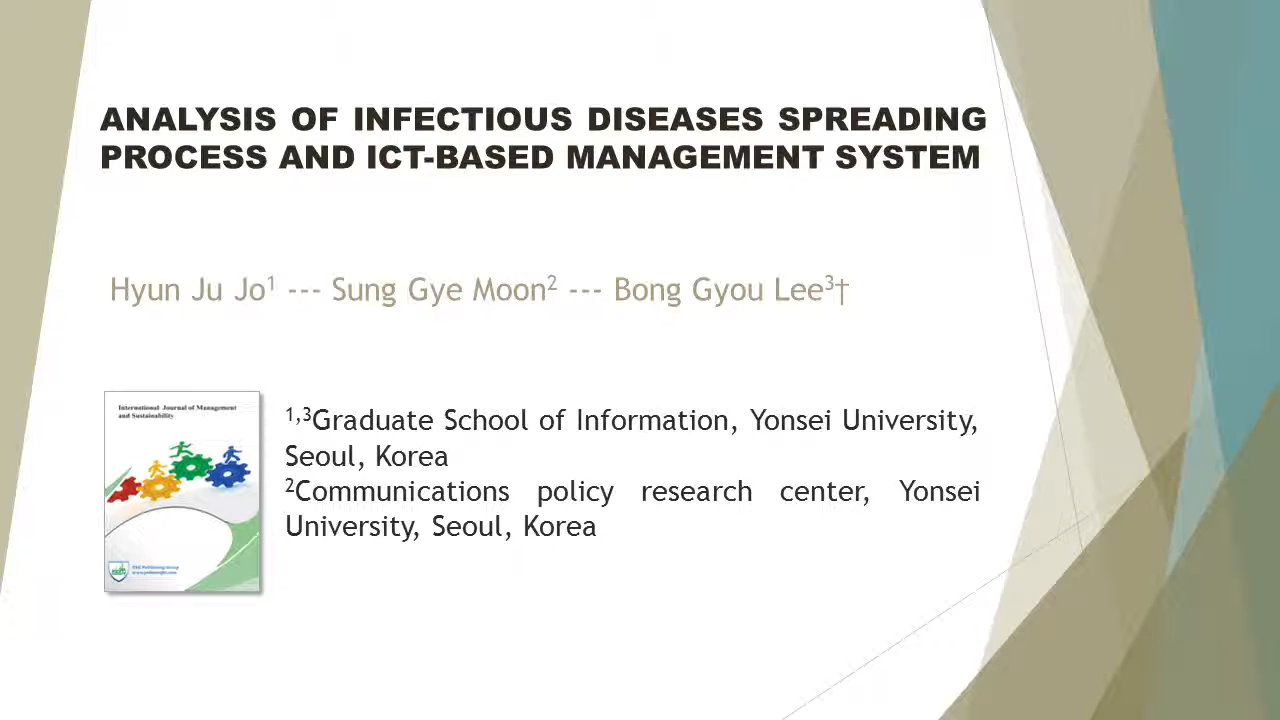 ANALYSIS OF INFECTIOUS DISEASES SPREADING
PROCESS AND ICT-BASED MANAGEMENT SYSTEM
Hyun Ju Jo¹ --- Sung Gye Moon² --- Bong Gyou Lee³†
International Journal of Management
and Sustainability
¹,³Graduate School of Information, Yonsei University,
Seoul, Korea
²Communications policy research center, Yonsei
University, Seoul, Korea